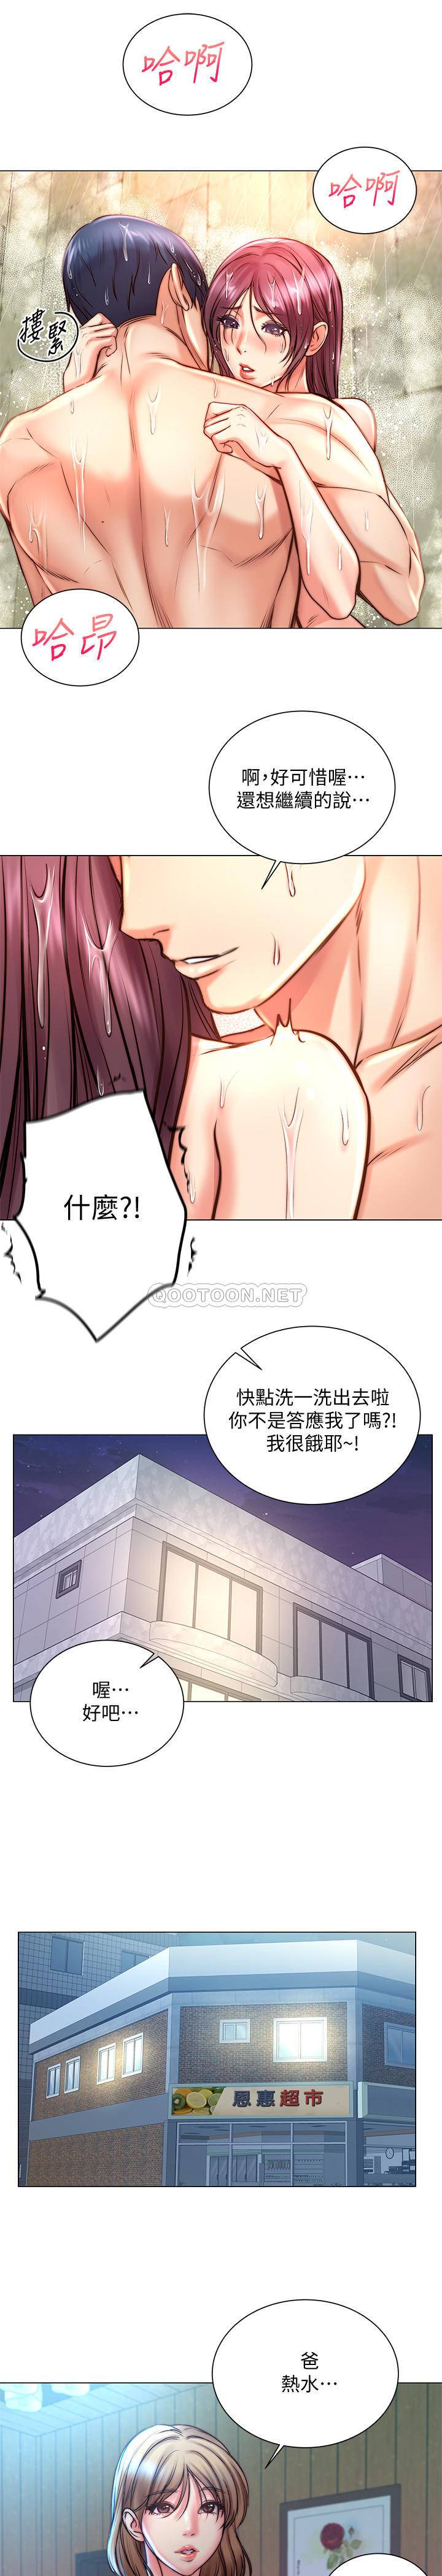 哈啊
哈啊
摟緊
哈昂
啊，好可惜喔…
還想繼續的說…
什麼?!
QOOTOON.NET
快點洗一洗出去啦
你不是答應我了嗎?!
我很餓耶~!
喔…
好吧…
恩惠超市
爸
熱水…